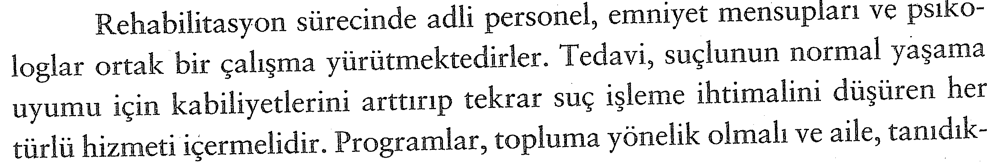 Rehabilitasyon sürecinde adli personel, emniyet mensupları ve psiko-
loglar ortak bir çalışma yürütmektedirler. Tedavi, suçlunun normal yaşama
uyumu için kabiliyetlerini arttırıp tekrar suç işleme ihtimalini düşüren her
türlü hizmeti içermelidir. Programlar, topluma yönelik olmalı ve aile, tanıdık-